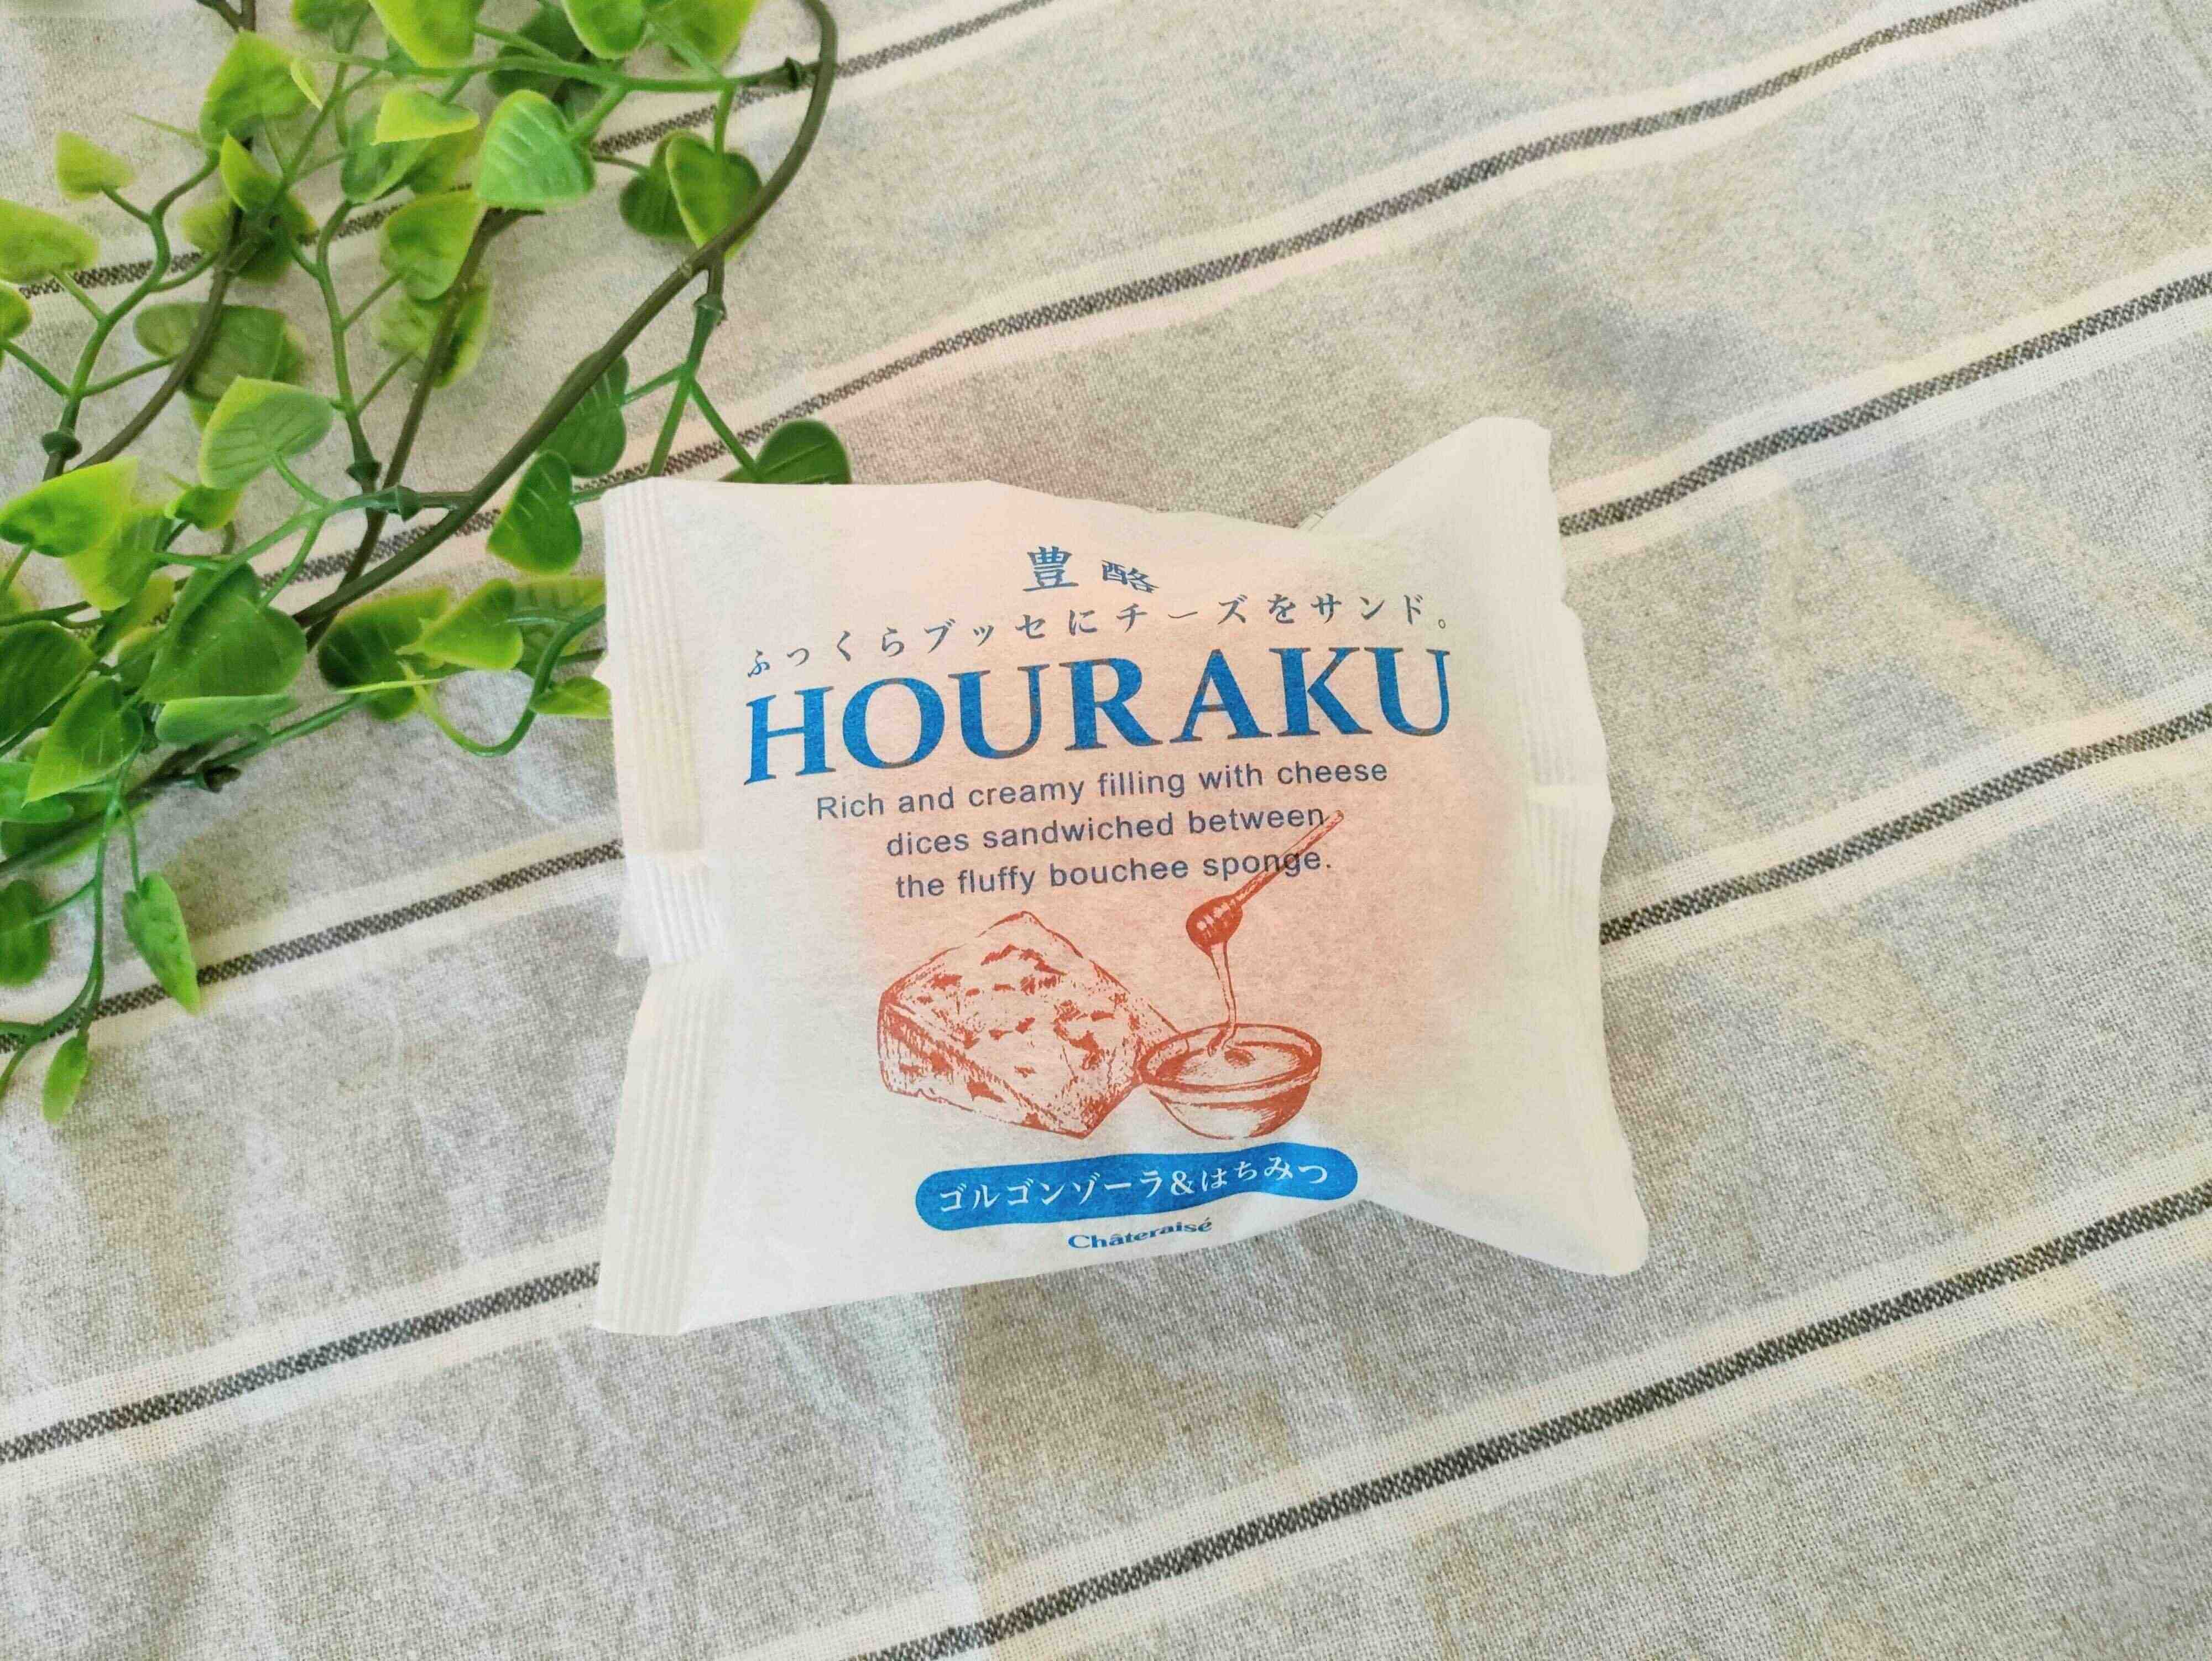 豊酪
ふっくらブッセにチーズをサンド。
HOURAKU
Rich and creamy filling with cheese
dices sandwiched between
the fluffy bouchee sponge.
ゴルゴンゾーラ&はちみつ
Châteraisé